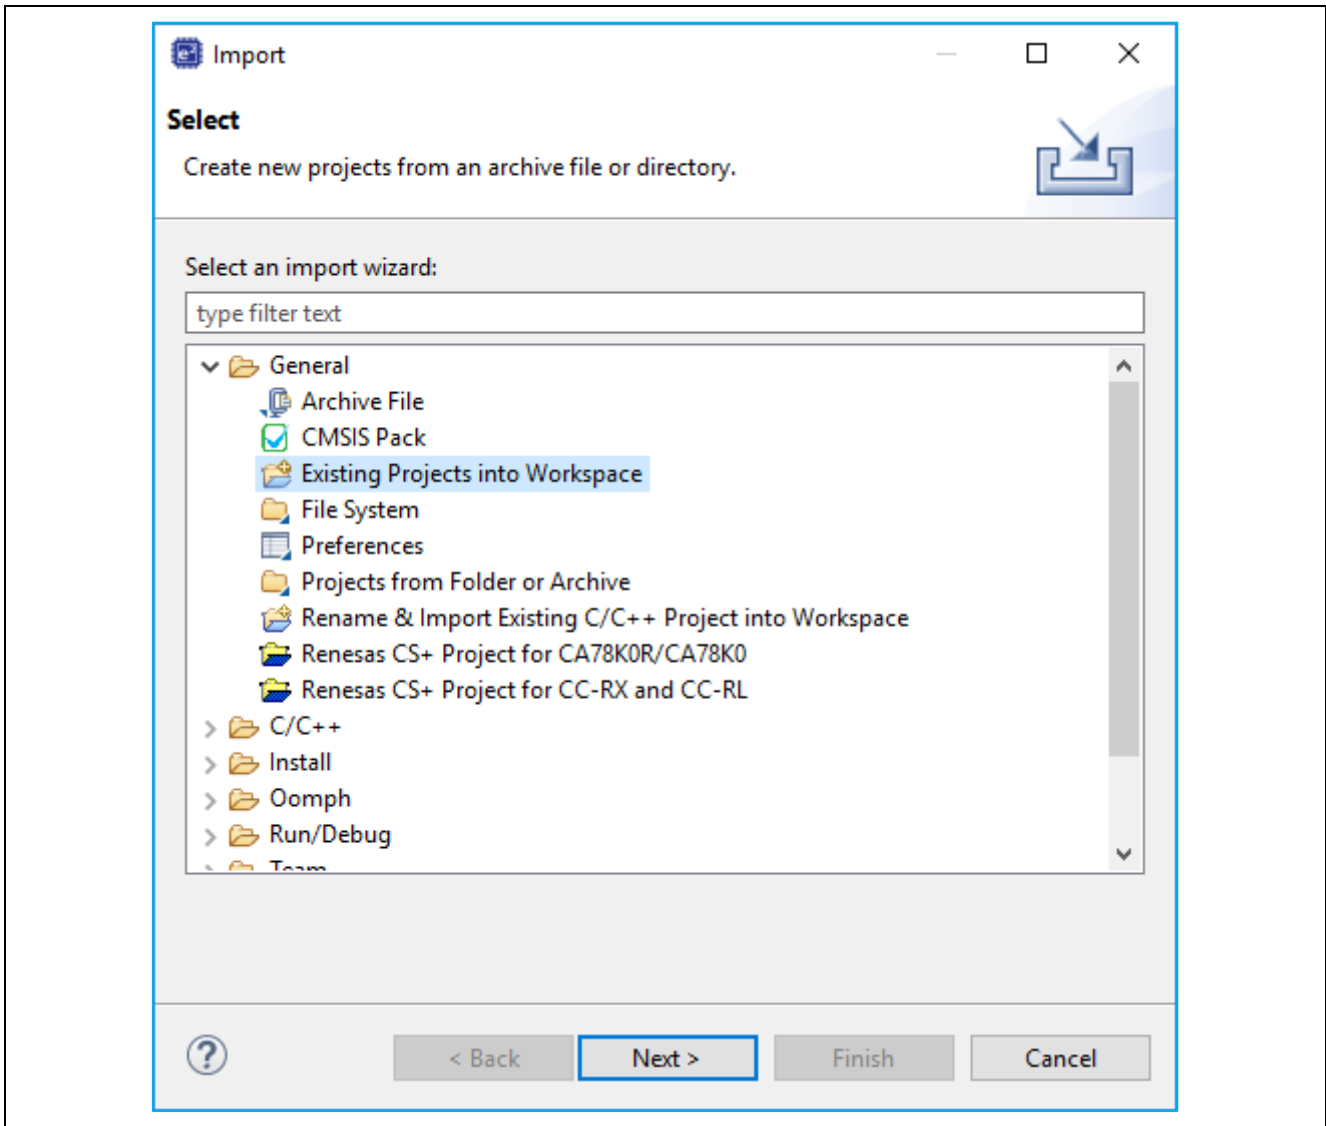 Import
Select
Create new projects from an archive file or directory.
Select an import wizard:
type filter text
General
Archive File
CMSIS Pack
Existing Projects into Workspace
File System
Preferences
Projects from Folder or Archive
Rename & Import Existing C/C++ Project into Workspace
Renesas CS+ Project for CA78K0R/CA78K0
Renesas CS+ Project for CC-RX and CC-RL
C/C++
Install
Oomph
Run/Debug
Team
< Back
Next >
Finish
Cancel